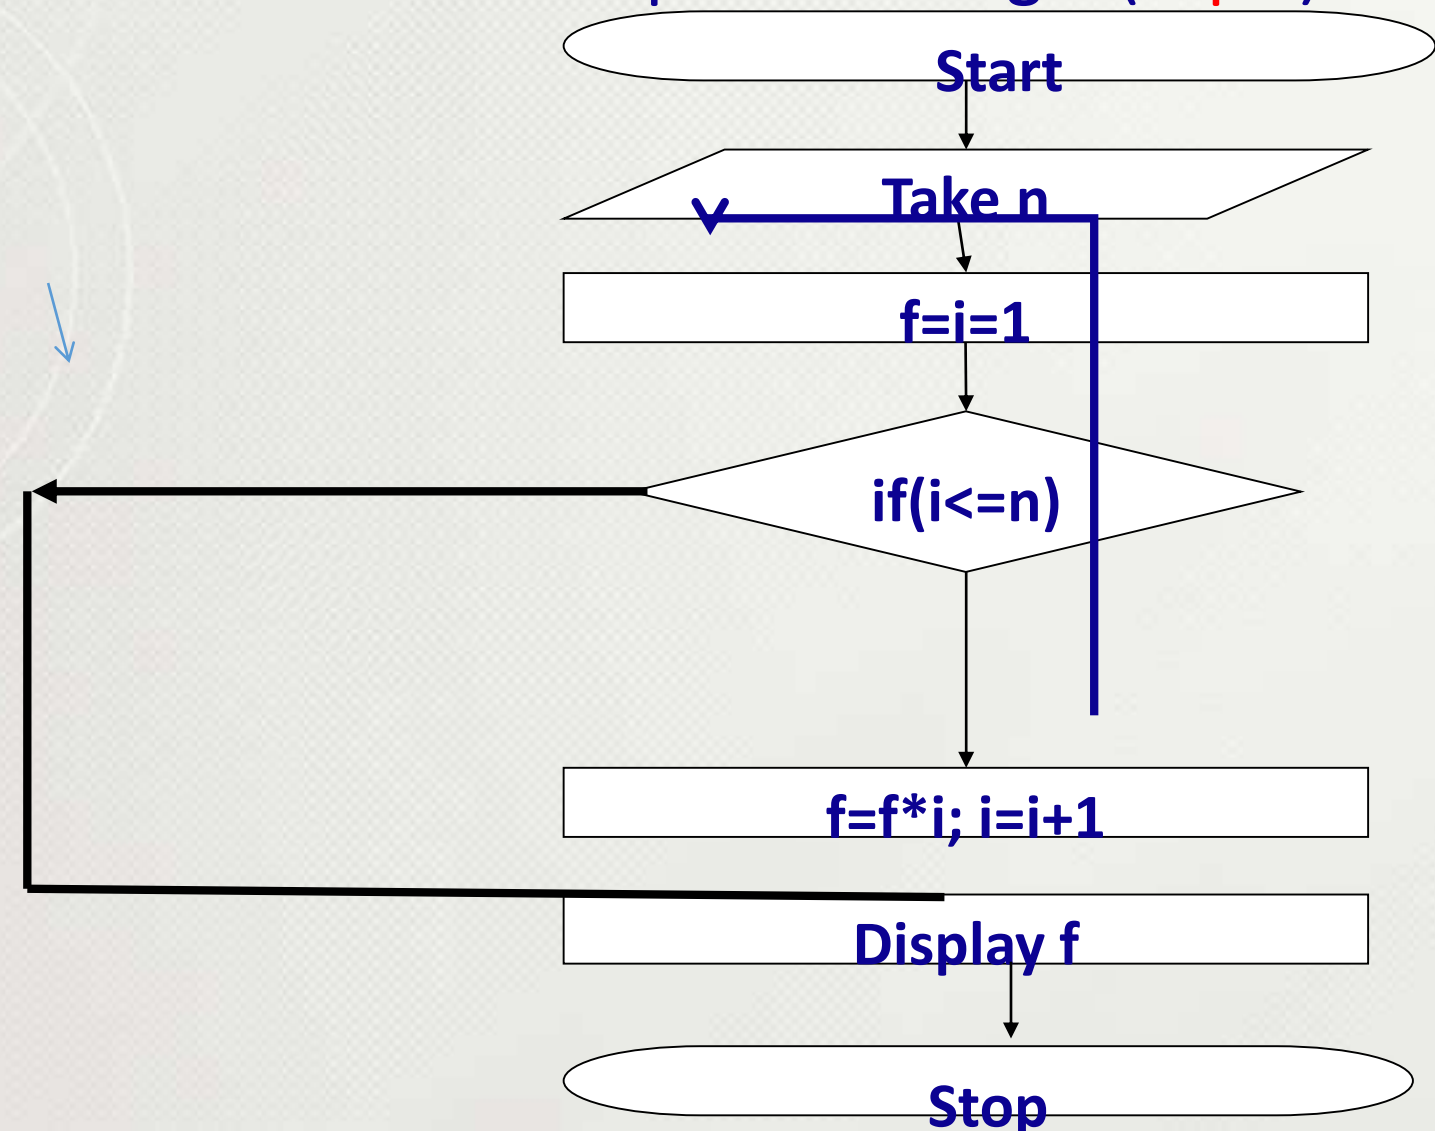 Start
Take n
f=i=1
if(i<=n)
f=f*i; i=i+1
Display f
Stop